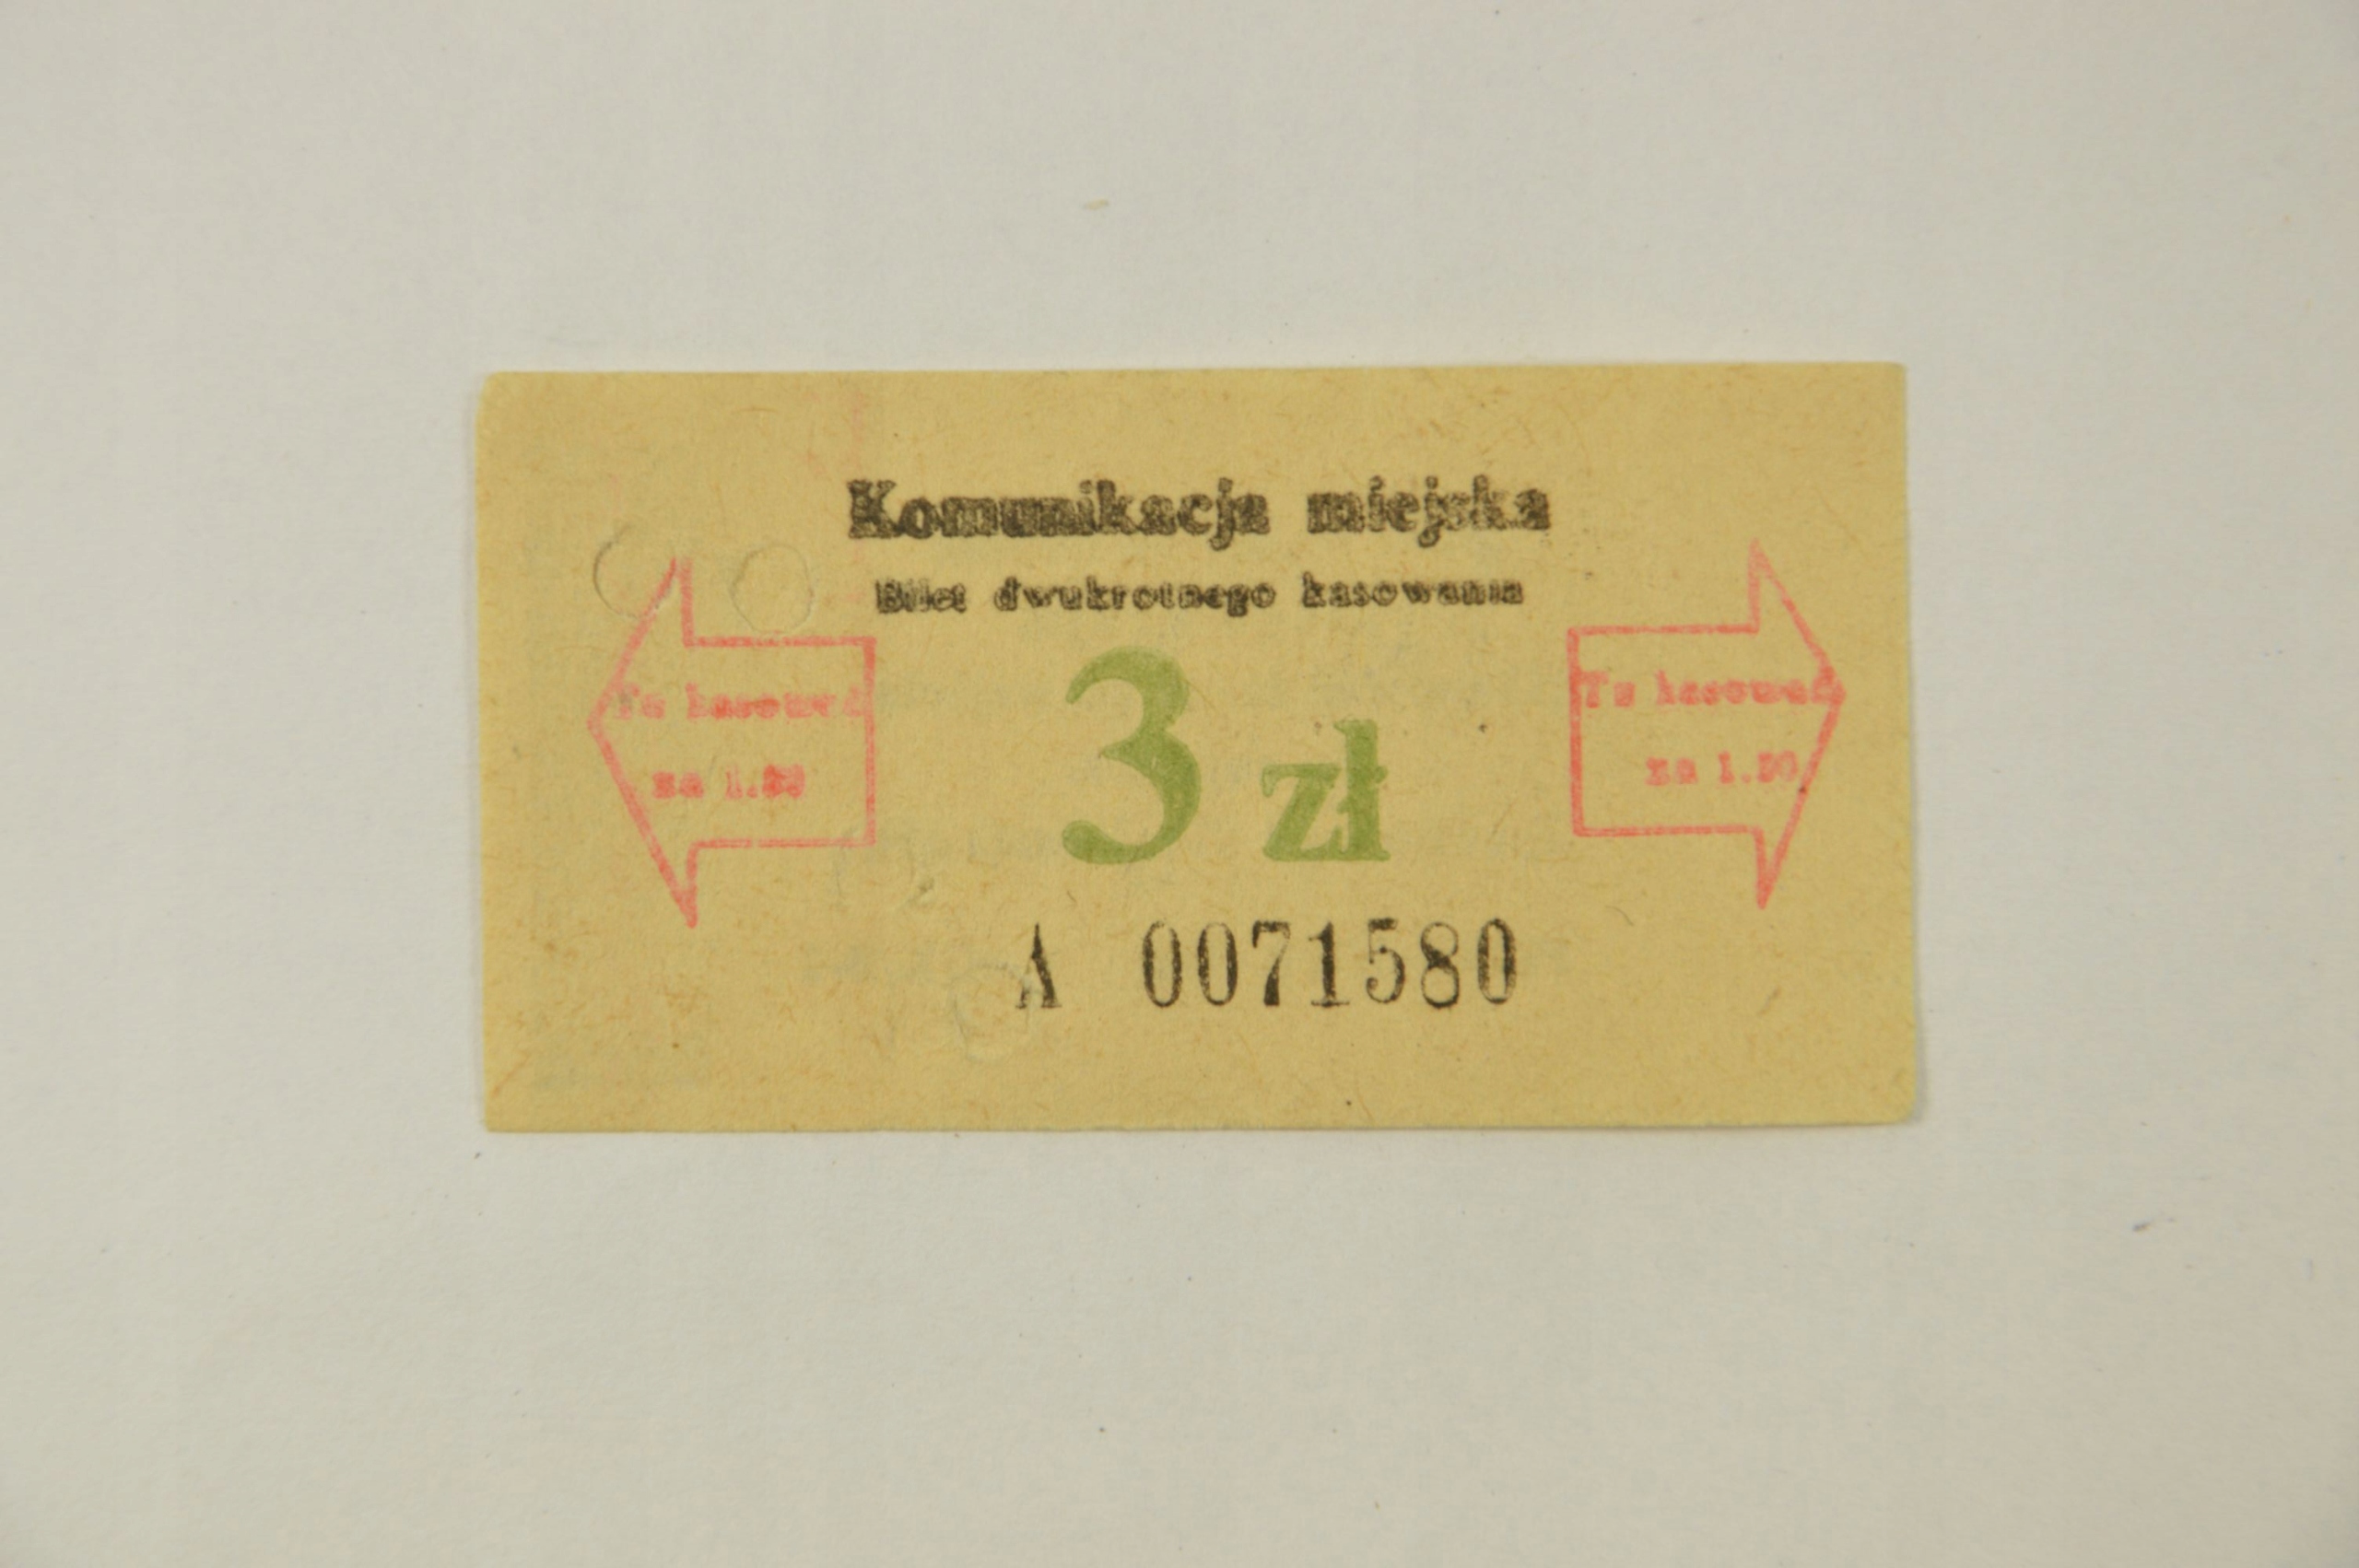 Komunikacja miejska
Bilet dwukrotnego kasowania
3 zł
Tu kasować
za 1.50
Tu kasować
za 1.50
A 0071580